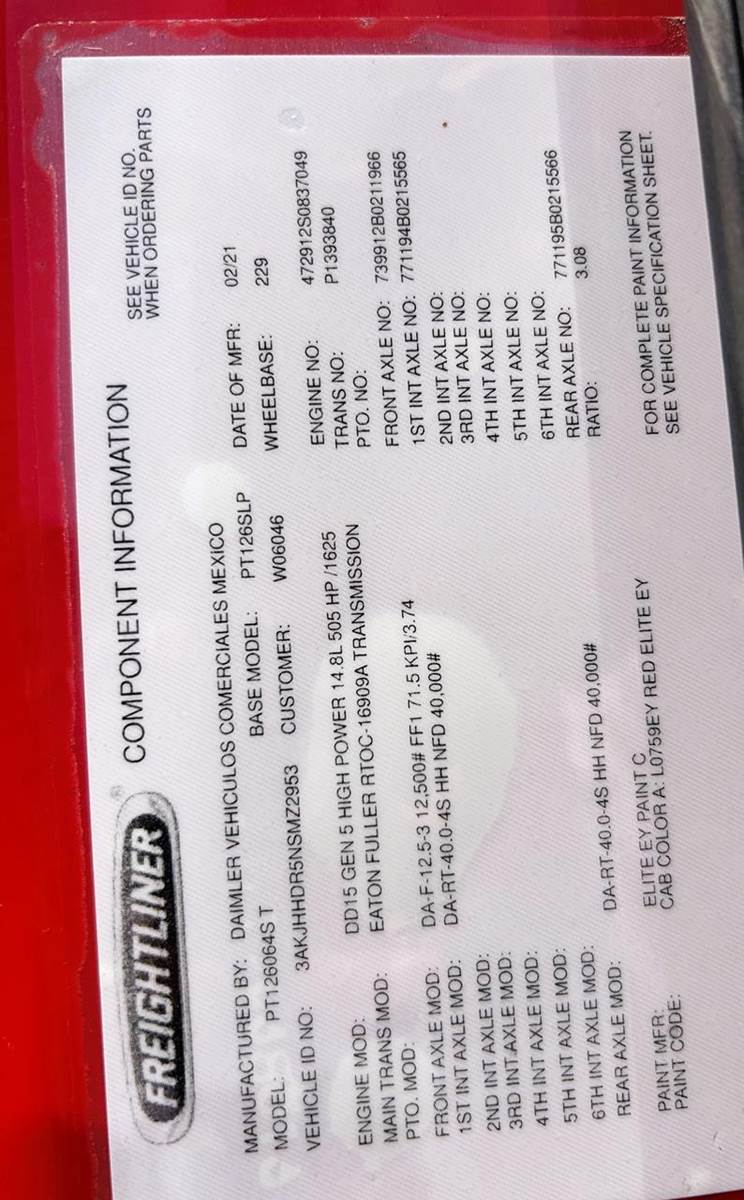 FREIGHTLINER®
COMPONENT INFORMATION
SEE VEHICLE ID NO.
WHEN ORDERING PARTS
MANUFACTURED BY: DAIMLER VEHICULOS COMERCIALES MEXICO DATE OF MFR: 02/21
MODEL: PT126064S T BASE MODEL: PT126SLP WHEELBASE: 229
VEHICLE ID NO: 3AKJHHDR5NSMZ2953 CUSTOMER: W06046
ENGINE MOD: DD15 GEN 5 HIGH POWER 14.8L 505 HP /1625 ENGINE NO: 472912S0837049
MAIN TRANS MOD: EATON FULLER RTOC-16909A TRANSMISSION TRANS NO: P1393840
PTO. MOD: PTO. NO:
FRONT AXLE MOD: DA-F-12.5-3 12,500# FF1 71.5 KPI/3.74 FRONT AXLE NO: 739912B0211966
1ST INT AXLE MOD: DA-RT-40.0-4S HH NFD 40,000# 1ST INT AXLE NO: 771194B0215565
2ND INT AXLE MOD: 2ND INT AXLE NO:
3RD INT AXLE MOD: 3RD INT AXLE NO:
4TH INT AXLE MOD: 4TH INT AXLE NO:
5TH INT AXLE MOD: 5TH INT AXLE NO:
6TH INT AXLE MOD: 6TH INT AXLE NO:
REAR AXLE MOD: DA-RT-40.0-4S HH NFD 40,000# REAR AXLE NO: 771195B0215566
RATIO: 3.08
PAINT MFR: ELITE EY PAINT C FOR COMPLETE PAINT INFORMATION
PAINT CODE: CAB COLOR A: L0759EY RED ELITE EY SEE VEHICLE SPECIFICATION SHEET.